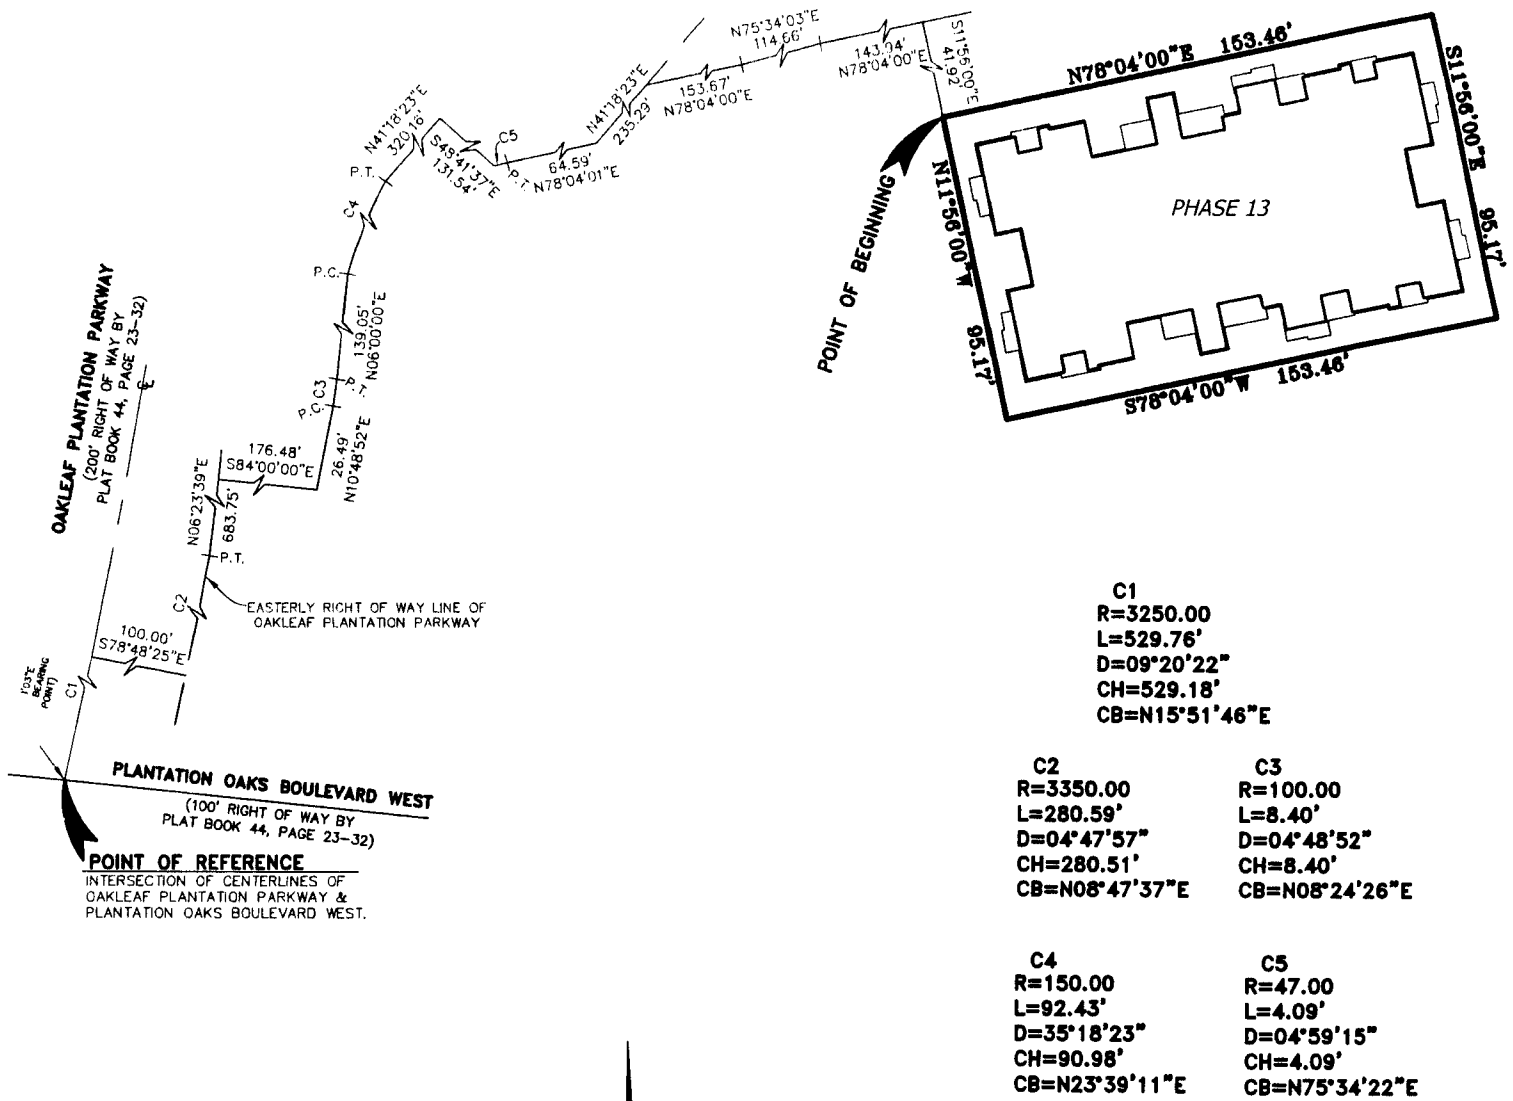 N75°34'03"E
114.66'
143.94'
N78°04'00"E
S11°56'00"E
41.92'
N78°04'00"E 153.46'
S11°56'00"E
95.17'
N41°18'23"E
235.29'
153.67'
N78°04'00"E
N41°18'23"E
320.16'
S48°41'37"E
131.54'
C5
P.T.
64.59'
N78°04'01"E
P.T.
C4
P.C.
139.05'
N06°00'00"E
P.T.
C3
P.C.
26.49'
N10°48'52"E
POINT OF BEGINNING
N11°56'00"W
95.17'
PHASE 13
S78°04'00"W 153.46'
OAKLEAF PLANTATION PARKWAY
(200' RIGHT OF WAY BY
PLAT BOOK 44, PAGE 23-32)
℄
176.48'
S84°00'00"E
N06°23'39"E
683.75'
P.T.
C2
EASTERLY RIGHT OF WAY LINE OF
OAKLEAF PLANTATION PARKWAY
100.00'
S78°48'25"E
1'03"E
BEARING
POINT)
C1
PLANTATION OAKS BOULEVARD WEST
(100' RIGHT OF WAY BY
PLAT BOOK 44, PAGE 23-32)
POINT OF REFERENCE
INTERSECTION OF CENTERLINES OF
OAKLEAF PLANTATION PARKWAY &
PLANTATION OAKS BOULEVARD WEST.
C1
R=3250.00
L=529.76'
D=09°20'22"
CH=529.18'
CB=N15°51'46"E
C2
R=3350.00
L=280.59'
D=04°47'57"
CH=280.51'
CB=N08°47'37"E
C3
R=100.00
L=8.40'
D=04°48'52"
CH=8.40'
CB=N08°24'26"E
C4
R=150.00
L=92.43'
D=35°18'23"
CH=90.98'
CB=N23°39'11"E
C5
R=47.00
L=4.09'
D=04°59'15"
CH=4.09'
CB=N75°34'22"E